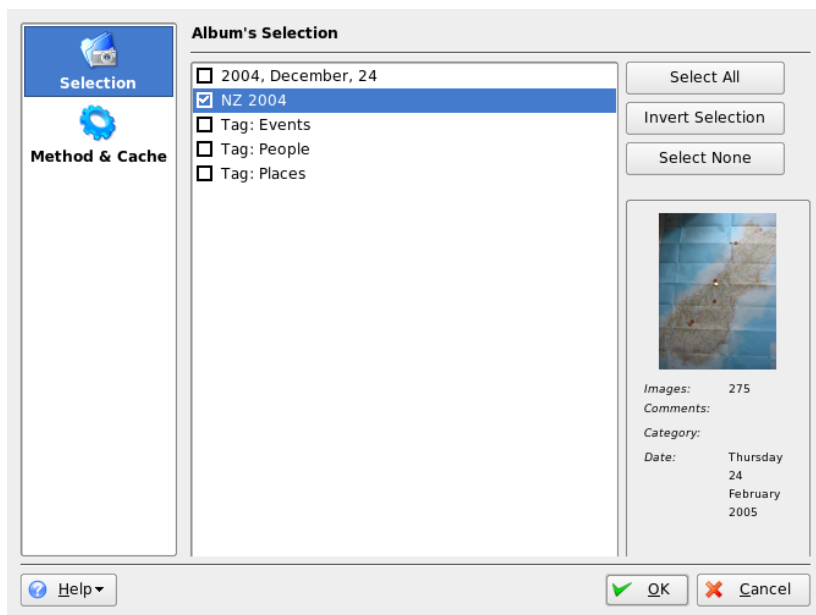 Album's Selection
Selection
Method & Cache
2004, December, 24
NZ 2004
Tag: Events
Tag: People
Tag: Places
Select All
Invert Selection
Select None
Images: 275
Comments:
Category:
Date: Thursday
24
February
2005
Help
OK
Cancel